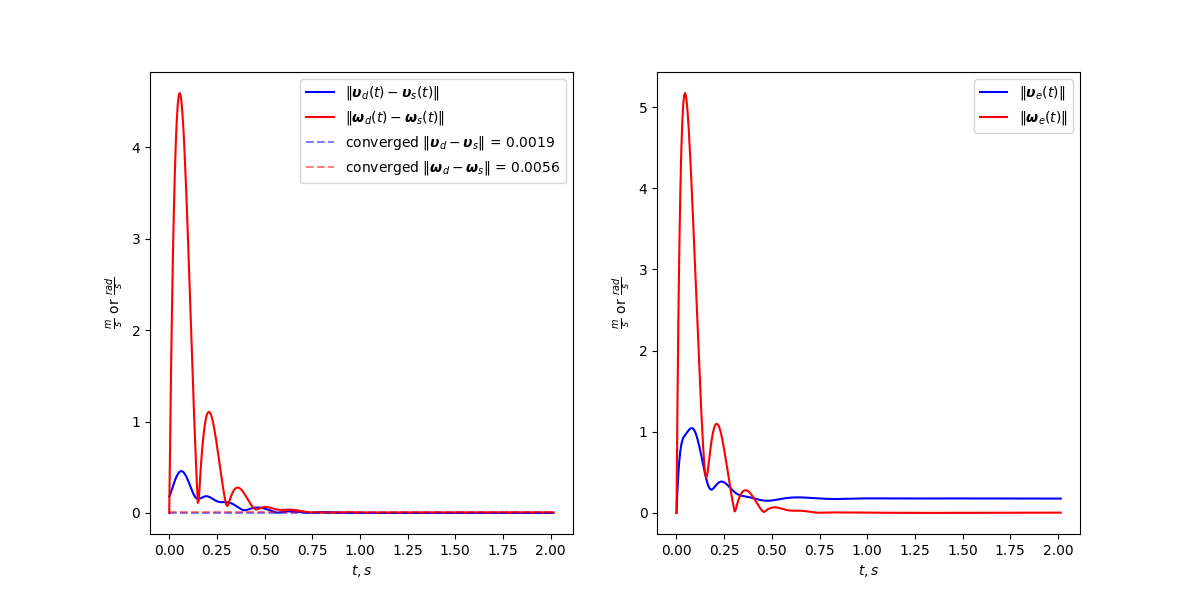 ‖𝝊_d(t) − 𝝊_s(t)‖
‖𝝎_d(t) − 𝝎_s(t)‖
converged ‖𝝊_d − 𝝊_s‖ = 0.0019
converged ‖𝝎_d − 𝝎_s‖ = 0.0056
4
3
2
1
0
m/s or rad/s
0.00 0.25 0.50 0.75 1.00 1.25 1.50 1.75 2.00
t, s
‖𝝊_e(t)‖
‖𝝎_e(t)‖
5
4
3
2
1
0
m/s or rad/s
0.00 0.25 0.50 0.75 1.00 1.25 1.50 1.75 2.00
t, s